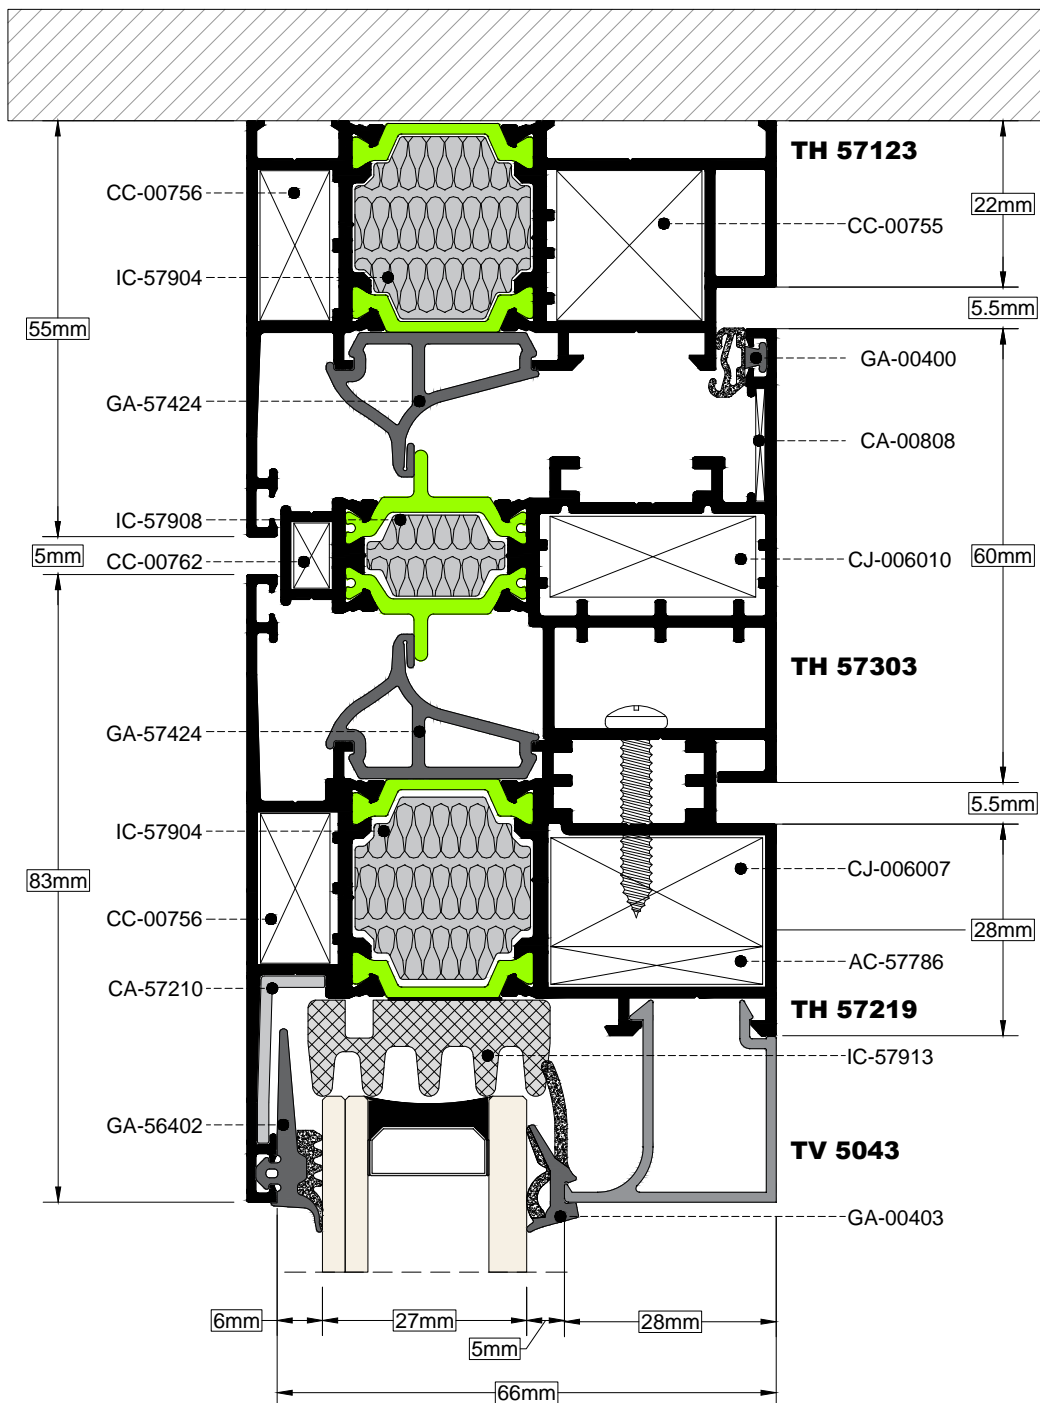 TH 57123
CC-00756
22mm
CC-00755
IC-57904
5.5mm
55mm
GA-00400
GA-57424
CA-00808
IC-57908
5mm
CC-00762
CJ-006010
60mm
TH 57303
GA-57424
5.5mm
IC-57904
83mm
CJ-006007
CC-00756
28mm
AC-57786
CA-57210
TH 57219
IC-57913
GA-56402
TV 5043
GA-00403
6mm
27mm
28mm
5mm
66mm